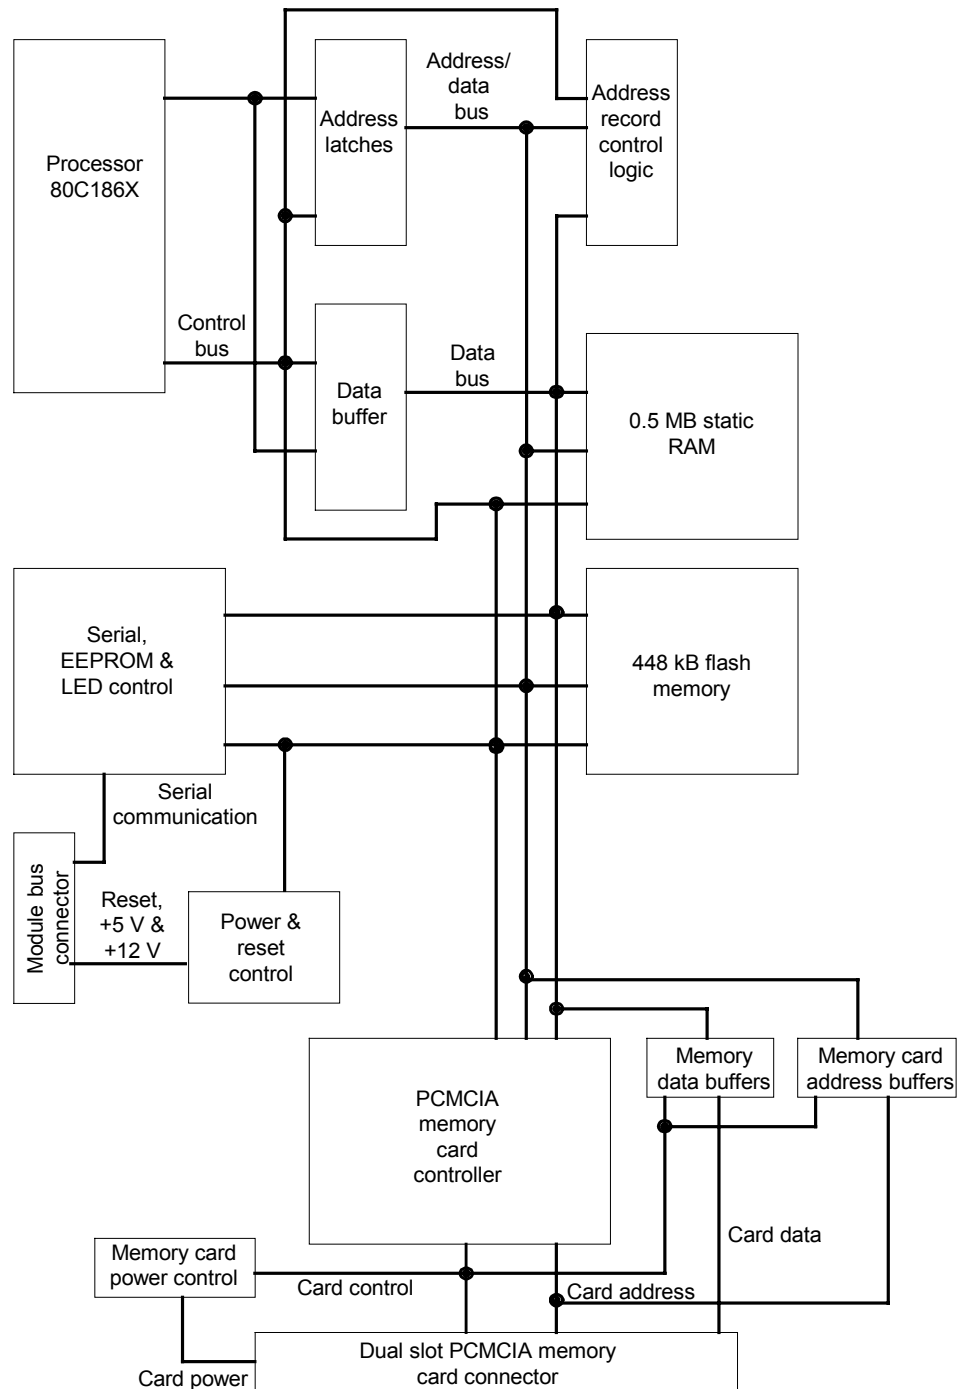 Processor
80C186X
Address
latches
Address/
data
bus
Address
record
control
logic
Control
bus
Data
buffer
Data
bus
0.5 MB static
RAM
Serial,
EEPROM &
LED control
448 kB flash
memory
Serial
communication
Module bus
connector
Reset,
+5 V &
+12 V
Power &
reset
control
PCMCIA
memory
card
controller
Memory
data buffers
Memory card
address buffers
Card data
Memory card
power control
Card control
Card address
Card power
Dual slot PCMCIA memory
card connector